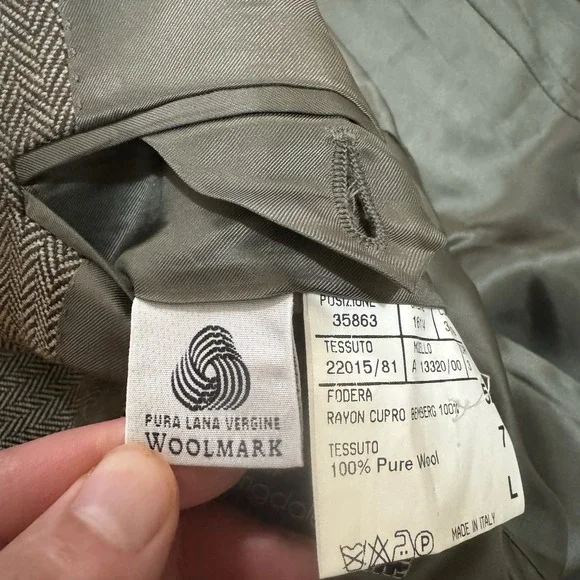 PURA LANA VERGINE
WOOLMARK
POSIZIONE
35863
TESSUTO
22015/81
A 13320/00
FODERA
RAYON CUPRO BEMBERG 100%
TESSUTO
100% Pure Wool
7
L
MADE IN ITALY
P